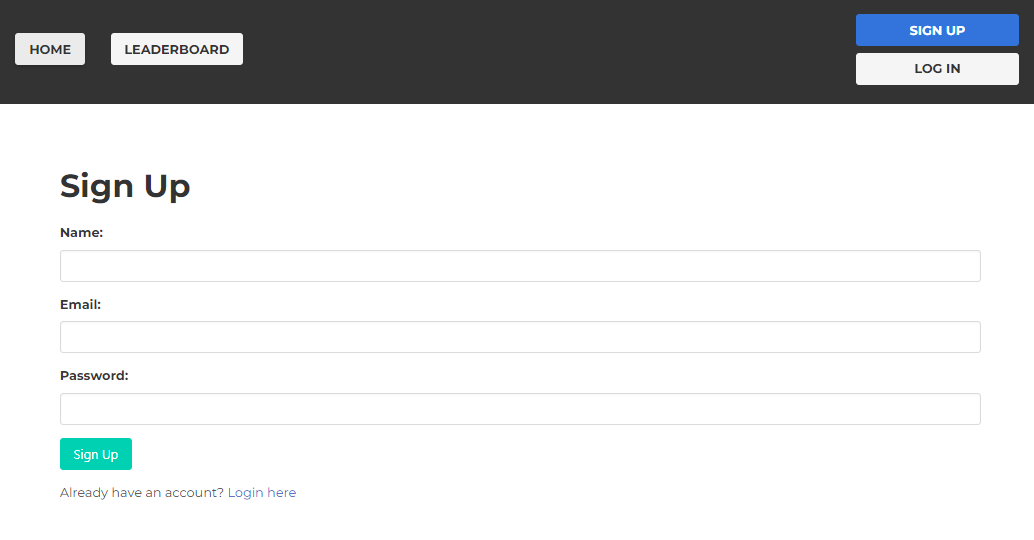 HOME LEADERBOARD SIGN UP
LOG IN
Sign Up
Name:
Email:
Password:
Sign Up
Already have an account? Login here